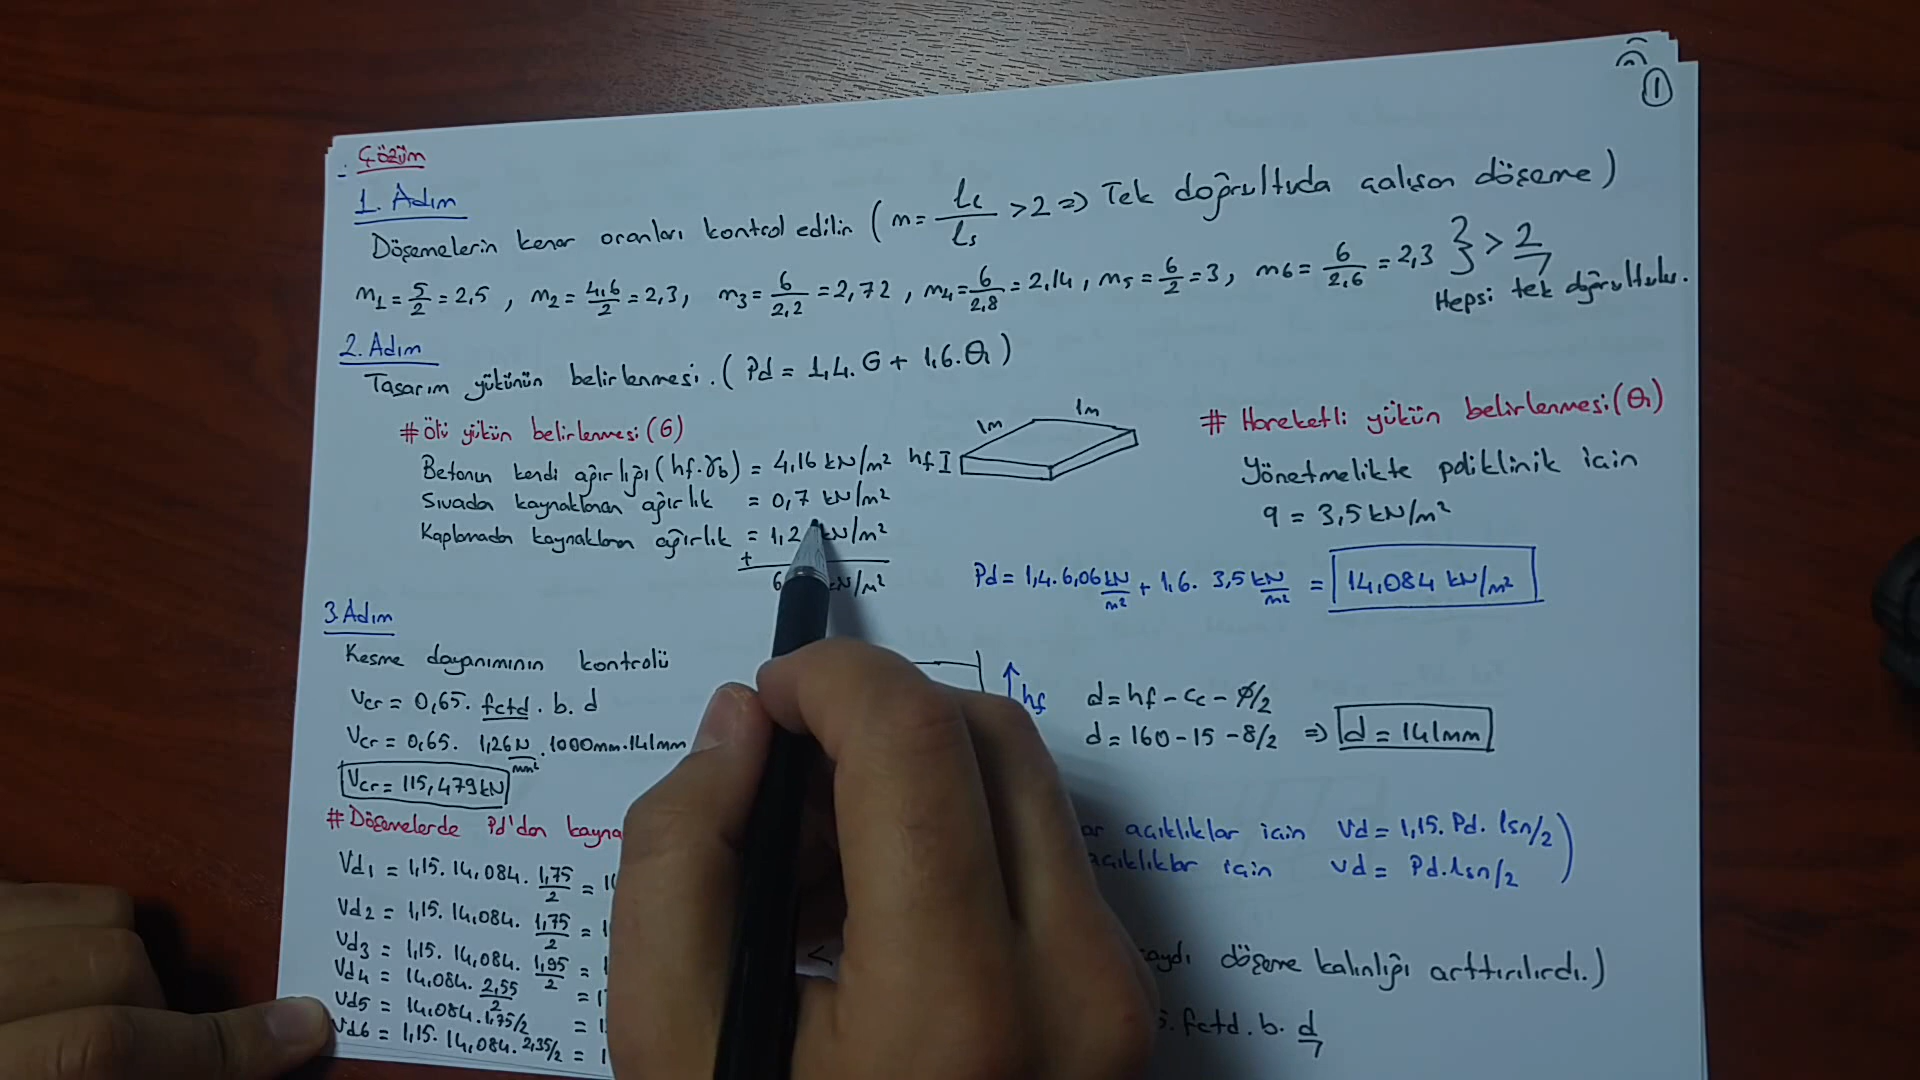 1
Çözüm
1. Adım
Döşemelerin kenar oranları kontrol edilir (m = lL/ls > 2 => Tek doğrultuda çalışan döşeme)
m1 = 5/2 = 2,5 , m2 = 4,6/2 = 2,3, m3 = 6/2,2 = 2,72 , m4 = 6/2,8 = 2,14 , m5 = 6/2 = 3, m6 = 6/2,6 = 2,3 } > 2
Hepsi tek doğrultulu.
2. Adım
Tasarım yükünün belirlenmesi. (Pd = 1,4. G + 1,6. Q)
# Ölü yükün belirlenmesi (G)
Betonun kendi ağırlığı (hf.γb) = 4,16 kN/m²
Sıvadan kaynaklanan ağırlık = 0,7 kN/m²
Kaplamadan kaynaklanan ağırlık = 1,2 kN/m²
+
6 kN/m²
hf
1m
1m
# Hareketli yükün belirlenmesi (Q)
Yönetmelikte poliklinik için
q = 3,5 kN/m²
Pd = 1,4. 6,06 kN/m² + 1,6. 3,5 kN/m² = 14,084 kN/m²
3. Adım
Kesme dayanımının kontrolü
Vcr = 0,65. fctd . b. d
Vcr = 0,65. 1,26 N/mm² . 1000mm. 141mm
Vcr = 115,479 kN
hf
d = hf - cc - ϕ/2
d = 160 - 15 - 8/2 => d = 141mm
# Döşemelerde Pd'den
açıklıklar için Vd = 1,15. Pd. lsn/2
açıklıklar için Vd = Pd. lsn/2 )
Vd1 = 1,15. 14,084. 1,75/2 =
Vd2 = 1,15. 14,084. 1,75/2 =
Vd3 = 1,15. 14,084. 1,95/2 =
Vd4 = 14,084. 2,55/2 =
Vd5 = 14,084. 1,75/2 =
Vd6 = 1,15. 14,084. 2,35/2 =
<
döşeme kalınlığı arttırılırdı.)
. fctd. b. d